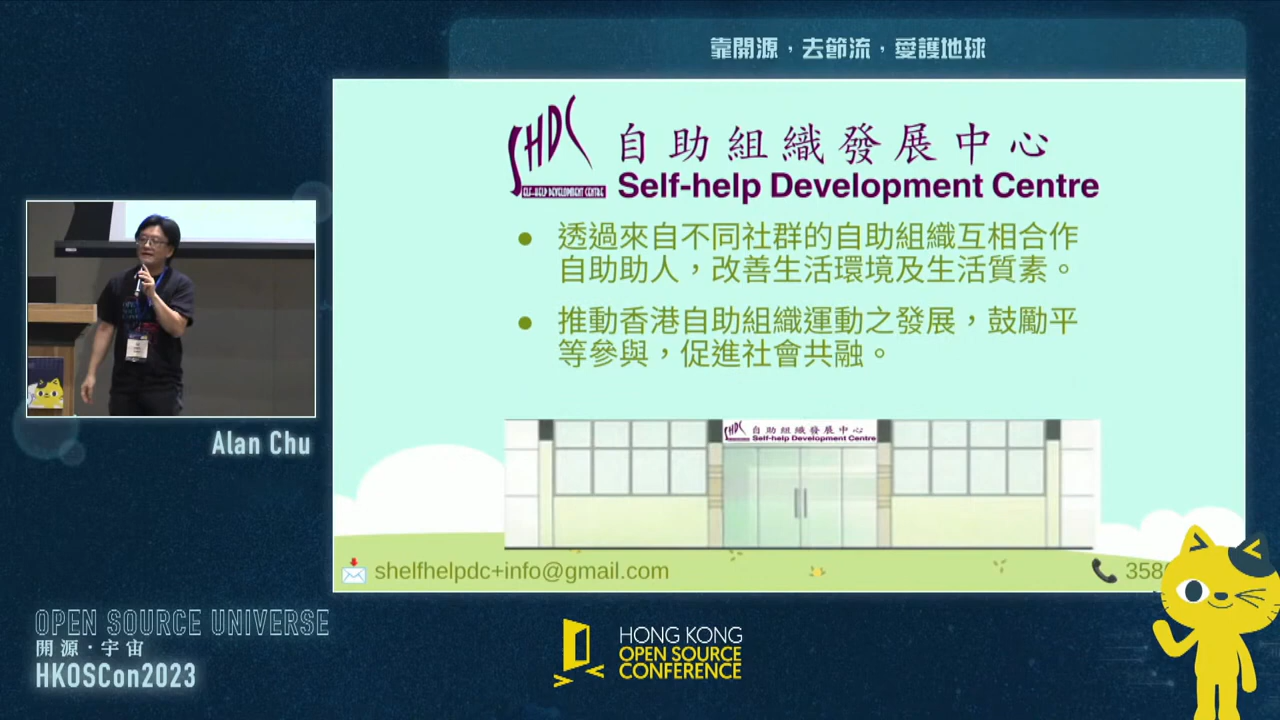 靠開源，去節流，愛護地球
SHDC
SELF-HELP DEVELOPMENT CENTRE
自助組織發展中心
Self-help Development Centre
● 透過來自不同社群的自助組織互相合作
自助助人，改善生活環境及生活質素。
● 推動香港自助組織運動之發展，鼓勵平
等參與，促進社會共融。
SHDC 自助組織發展中心
Self-help Development Centre
shelfhelpdc+info@gmail.com
358
Alan Chu
OPEN SOURCE UNIVERSE
開源·宇宙
HKOSCon2023
HONG KONG
OPEN SOURCE
CONFERENCE